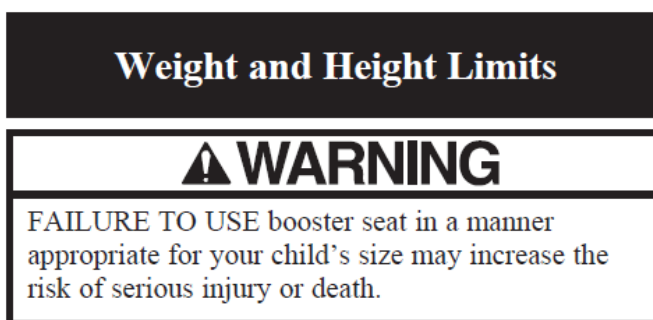 Weight and Height Limits
WARNING
FAILURE TO USE booster seat in a manner
appropriate for your child’s size may increase the
risk of serious injury or death.